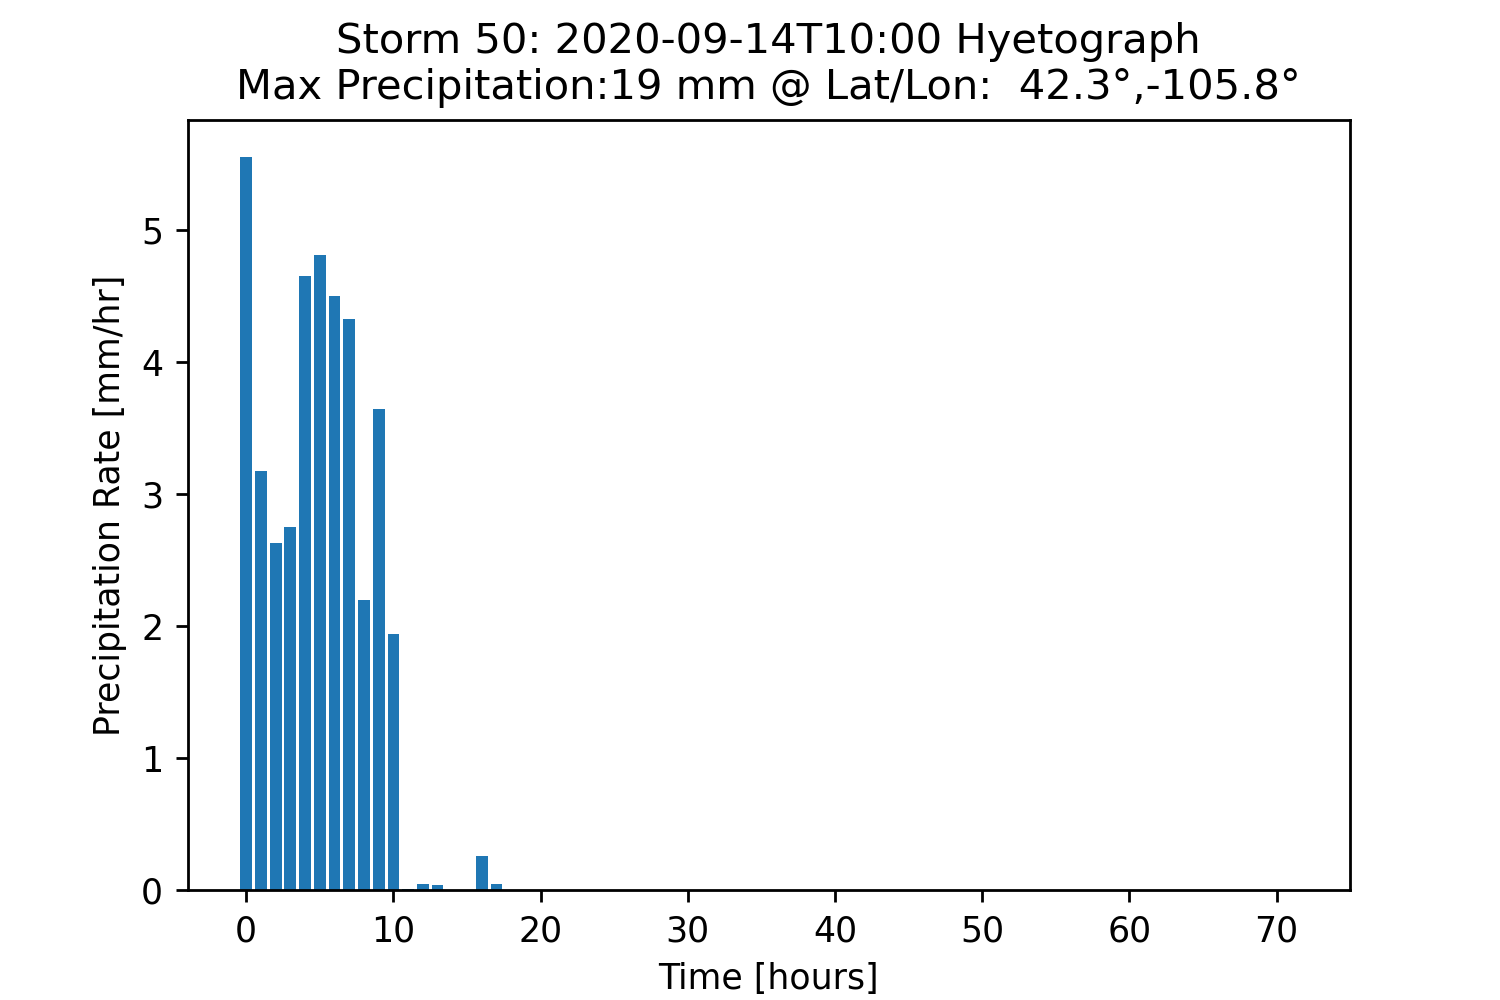 Storm 50: 2020-09-14T10:00 Hyetograph
Max Precipitation:19 mm @ Lat/Lon:  42.3°,-105.8°
Precipitation Rate [mm/hr]
5
4
3
2
1
0
0 10 20 30 40 50 60 70
Time [hours]